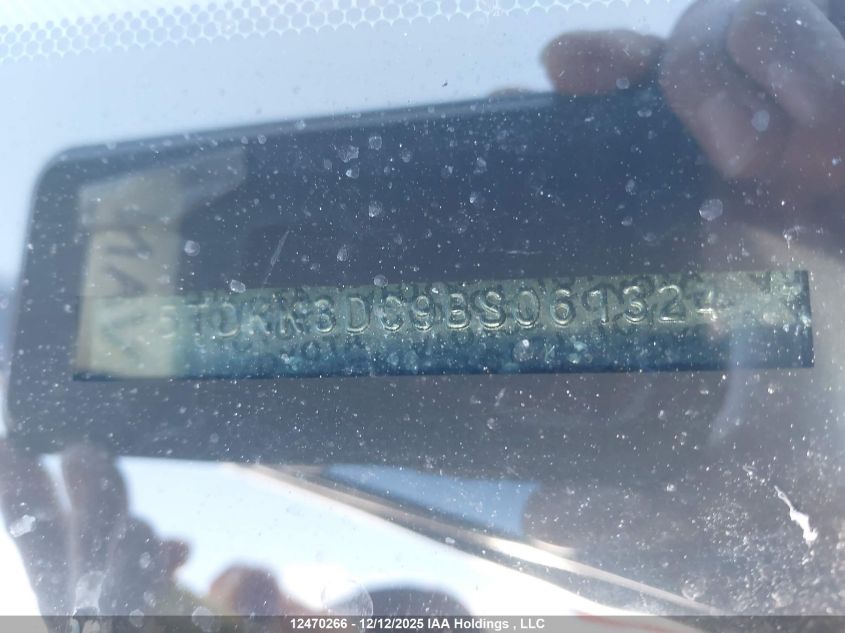 5TDKK3DC9BS061324
12470266 - 12/12/2025 IAA Holdings , LLC